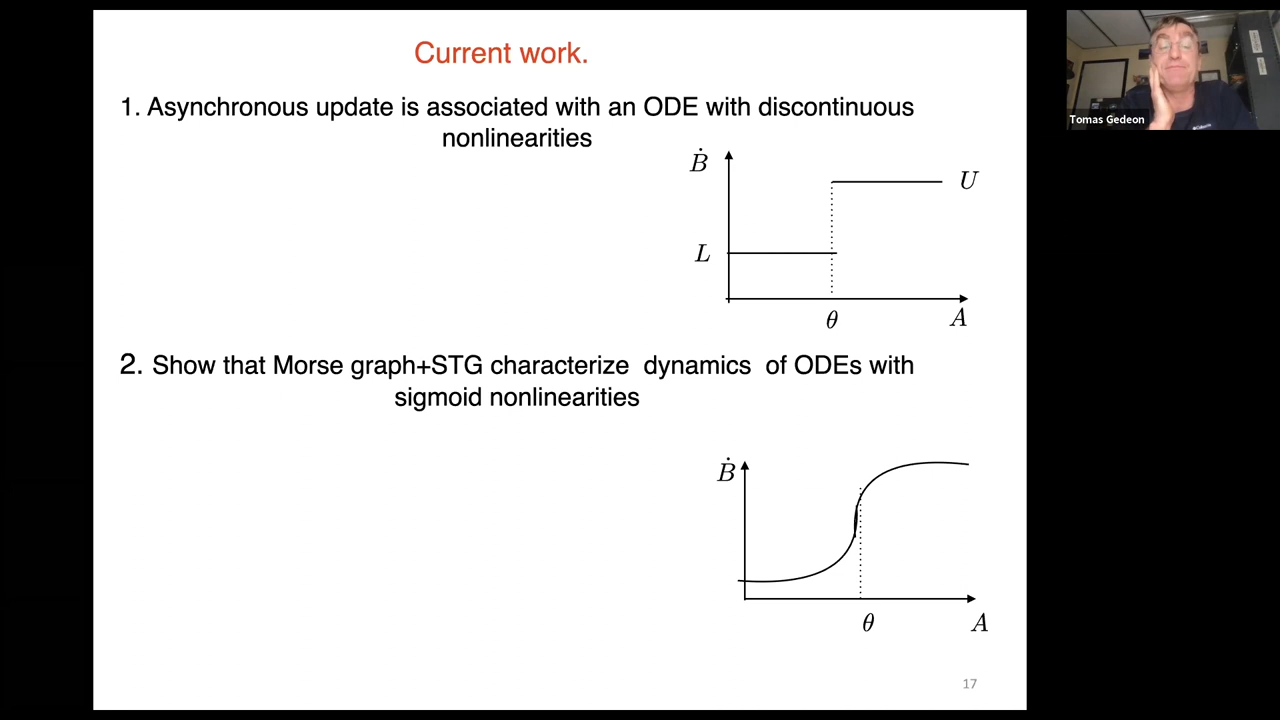 Current work.
1. Asynchronous update is associated with an ODE with discontinuous
nonlinearities
Ḃ
U
L
θ
A
2. Show that Morse graph+STG characterize dynamics of ODEs with
sigmoid nonlinearities
Ḃ
θ
A
17
Tomas Gedeon